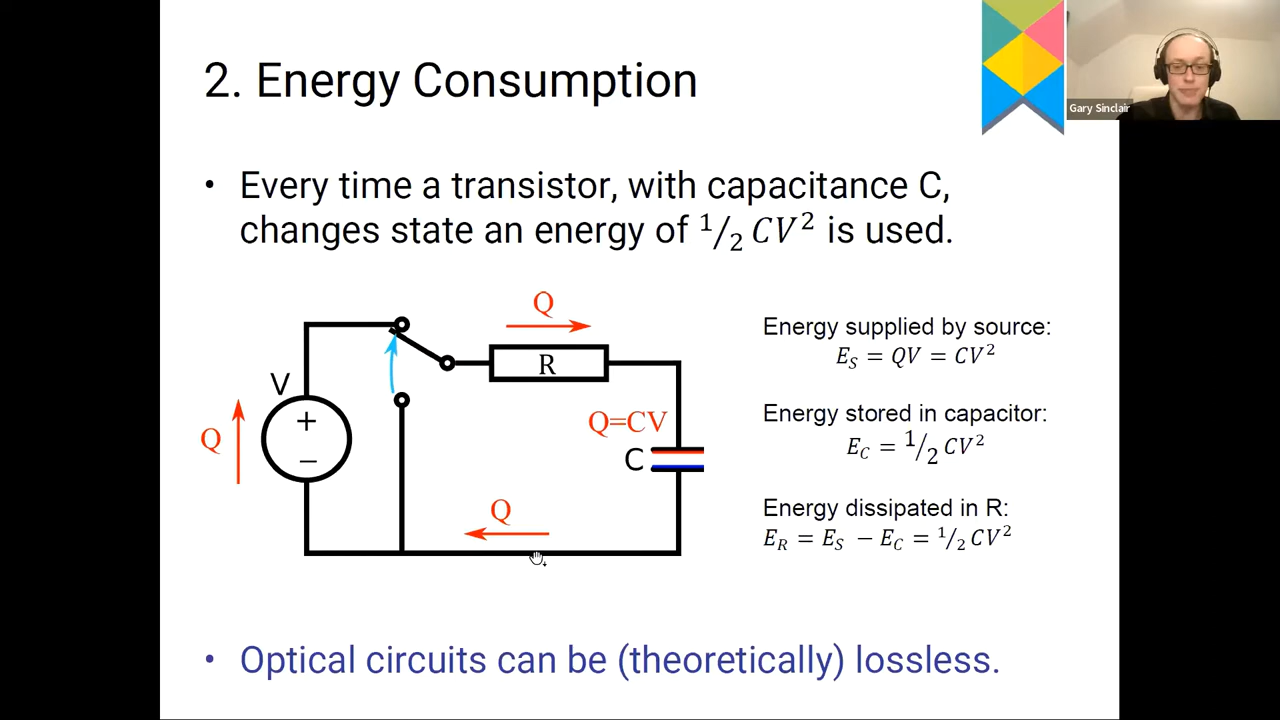 2. Energy Consumption
Gary Sinclair
• Every time a transistor, with capacitance C,
changes state an energy of ¹/₂ CV² is used.
Q
R
V
+
−
Q
Q=CV
C
Q
Energy supplied by source:
E_S = QV = CV²
Energy stored in capacitor:
E_C = ¹/₂ CV²
Energy dissipated in R:
E_R = E_S − E_C = ¹/₂ CV²
• Optical circuits can be (theoretically) lossless.